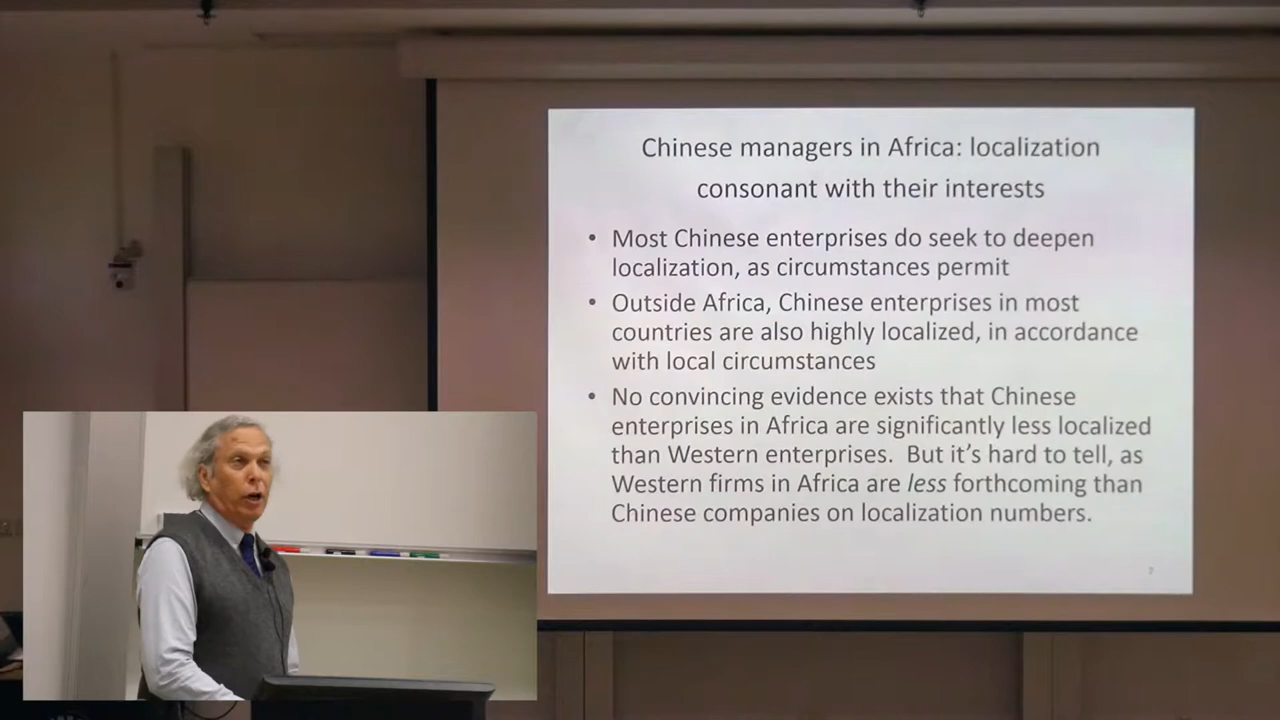 Chinese managers in Africa: localization
consonant with their interests
• Most Chinese enterprises do seek to deepen
localization, as circumstances permit
• Outside Africa, Chinese enterprises in most
countries are also highly localized, in accordance
with local circumstances
• No convincing evidence exists that Chinese
enterprises in Africa are significantly less localized
than Western enterprises.  But it's hard to tell, as
Western firms in Africa are less forthcoming than
Chinese companies on localization numbers.
7